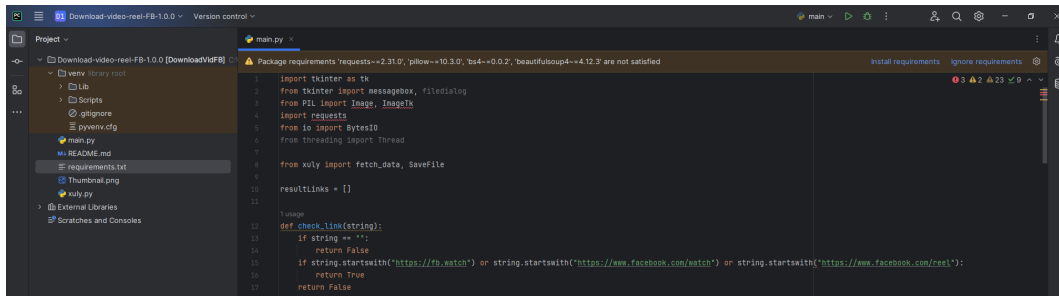 PC 01 Download-video-reel-FB-1.0.0 Version control main
Project
main.py
Download-video-reel-FB-1.0.0 [DownloadVidFB] C:\
Package requirements 'requests~=2.31.0', 'pillow~=10.3.0', 'bs4~=0.0.2', 'beautifulsoup4~=4.12.3' are not satisfied Install requirements Ignore requirements
venv library root
Lib
Scripts
.gitignore
pyvenv.cfg
main.py
M↓ README.md
requirements.txt
Thumbnail.png
xuly.py
External Libraries
Scratches and Consoles
3 2 23 9
1 import tkinter as tk
2 from tkinter import messagebox, filedialog
3 from PIL import Image, ImageTk
4 import requests
5 from io import BytesIO
6 from threading import Thread
7
8 from xuly import fetch_data, SaveFile
9
10 resultLinks = []
11
1 usage
12 def check_link(string):
13 if string == "":
14 return False
15 if string.startswith("https://fb.watch") or string.startswith("https://www.facebook.com/watch") or string.startswith("https://www.facebook.com/reel"):
16 return True
17 return False